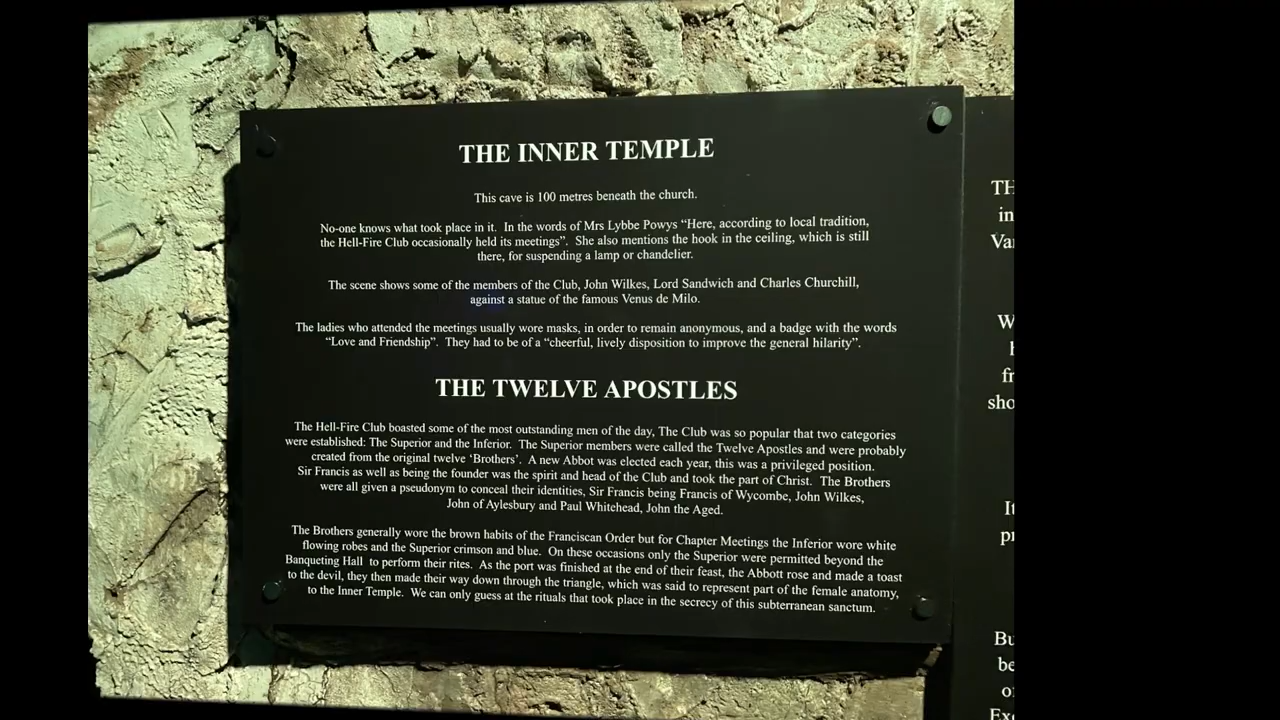 THE INNER TEMPLE
This cave is 100 metres beneath the church.
No-one knows what took place in it. In the words of Mrs Lybbe Powys “Here, according to local tradition,
the Hell-Fire Club occasionally held its meetings”. She also mentions the hook in the ceiling, which is still
there, for suspending a lamp or chandelier.
The scene shows some of the members of the Club, John Wilkes, Lord Sandwich and Charles Churchill,
against a statue of the famous Venus de Milo.
The ladies who attended the meetings usually wore masks, in order to remain anonymous, and a badge with the words
“Love and Friendship”. They had to be of a “cheerful, lively disposition to improve the general hilarity”.
THE TWELVE APOSTLES
The Hell-Fire Club boasted some of the most outstanding men of the day, The Club was so popular that two categories
were established: The Superior and the Inferior. The Superior members were called the Twelve Apostles and were probably
created from the original twelve ‘Brothers’. A new Abbot was elected each year, this was a privileged position.
Sir Francis as well as being the founder was the spirit and head of the Club and took the part of Christ. The Brothers
were all given a pseudonym to conceal their identities, Sir Francis being Francis of Wycombe, John Wilkes,
John of Aylesbury and Paul Whitehead, John the Aged.
The Brothers generally wore the brown habits of the Franciscan Order but for Chapter Meetings the Inferior wore white
flowing robes and the Superior crimson and blue. On these occasions only the Superior were permitted beyond the
Banqueting Hall to perform their rites. As the port was finished at the end of their feast, the Abbott rose and made a toast
to the devil, they then made their way down through the triangle, which was said to represent part of the female anatomy,
to the Inner Temple. We can only guess at the rituals that took place in the secrecy of this subterranean sanctum.
TH
in
Va
W
fr
sho
It
Bu
be
Ex